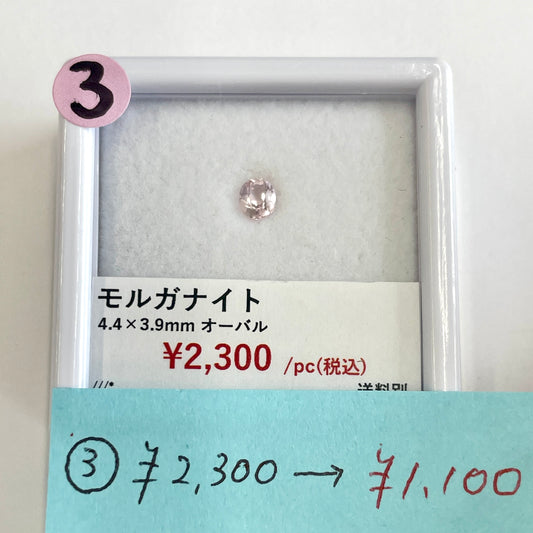 3
モルガナイト
4.4×3.9mm オーバル
¥2,300 /pc(税込)
送料別
③ ¥2,300 → ¥1,100